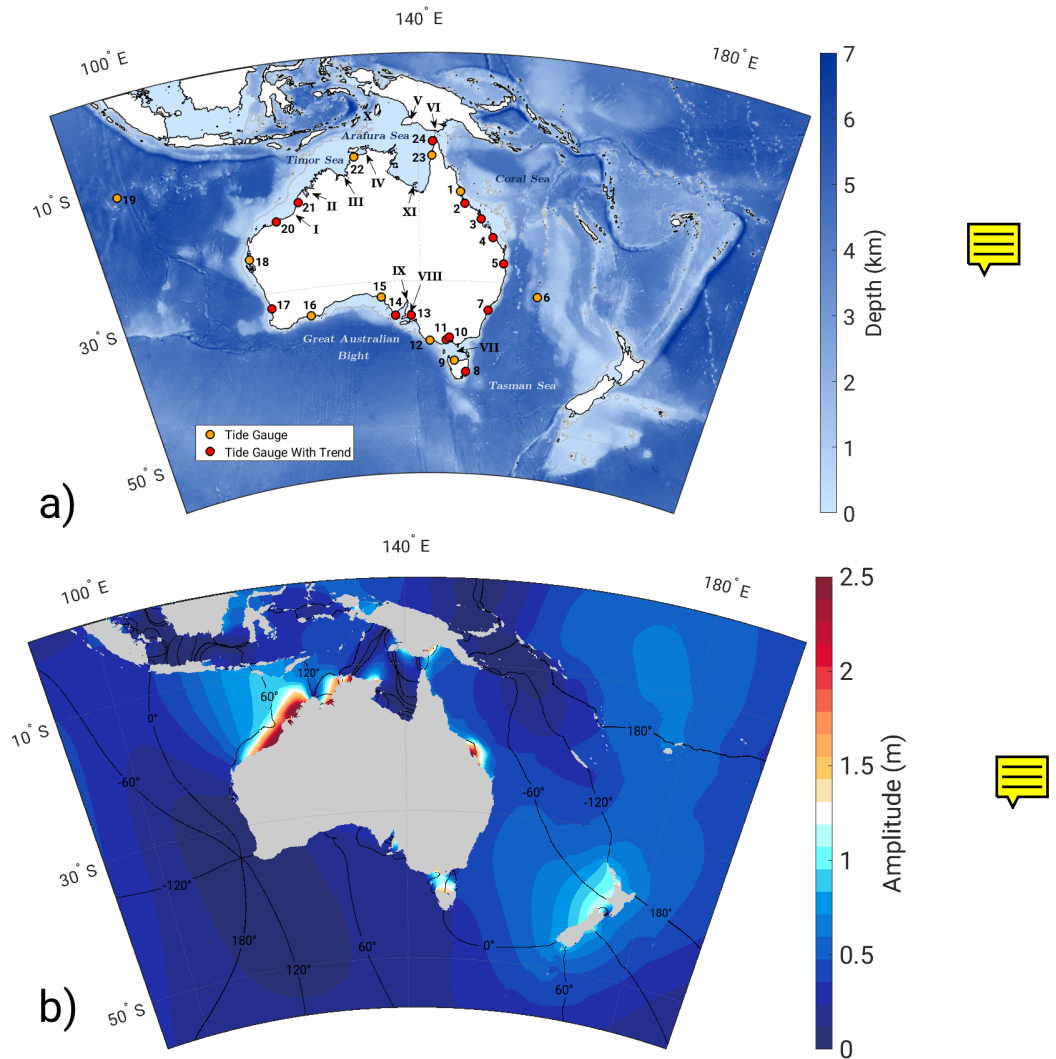 140° E
100° E
180° E
10° S
30° S
50° S
Arafura Sea
Timor Sea
Coral Sea
Great Australian
Bight
Tasman Sea
X
V
VI
24
23
22
IV
III
XI
II
21
I
20
19
18
17
16
15
IX
VIII
14
13
12
11
10
VII
9
8
7
6
5
4
3
2
1
Tide Gauge
Tide Gauge With Trend
a)
7
6
5
4
3
2
1
0
Depth (km)
140° E
100° E
180° E
10° S
30° S
50° S
120°
60°
0°
-60°
-120°
180°
120°
60°
0°
60°
180°
-60°
-120°
180°
b)
2.5
2
1.5
1
0.5
0
Amplitude (m)